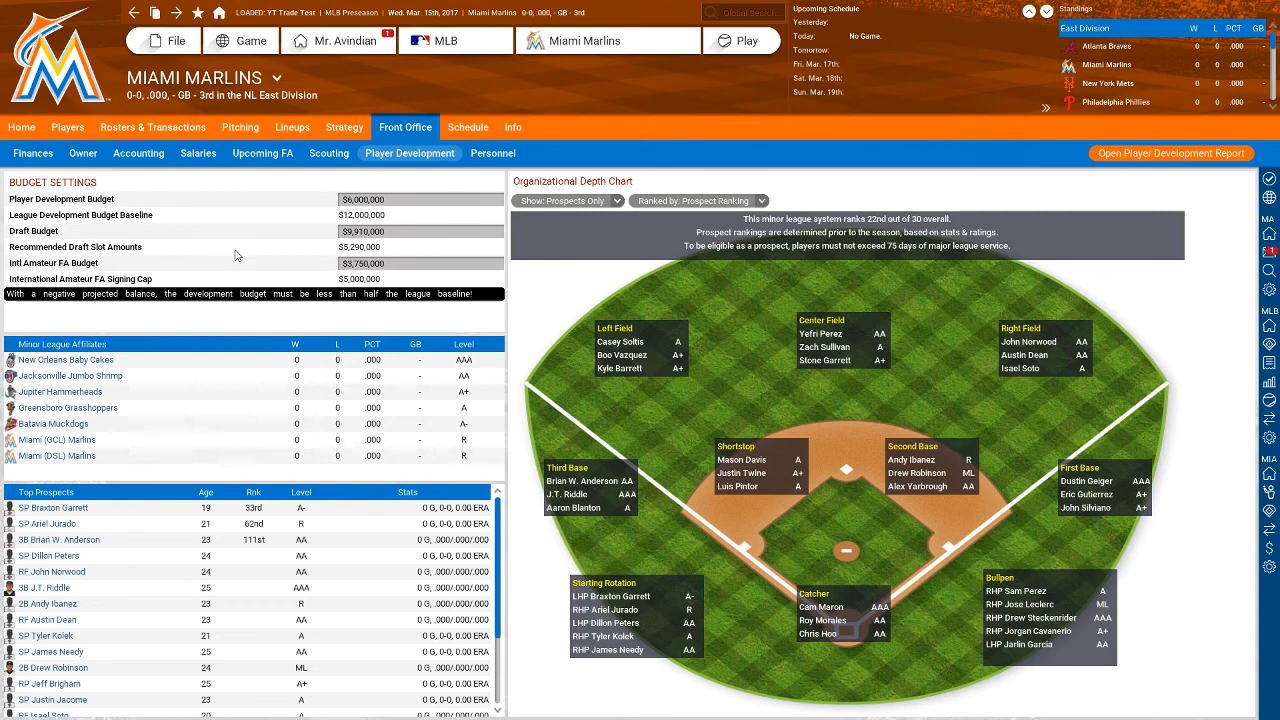 LOADED: YT Trade Test | MLB Preseason - Wed. Mar. 15th, 2017 | Miami Marlins 0-0, .000, - GB - 3rd
Global Search
File
Game
Mr. Avindian
1
MLB
Miami Marlins
Play
MIAMI MARLINS
0-0, .000, - GB - 3rd in the NL East Division
Upcoming Schedule
Yesterday:
Today: No Game.
Tomorrow:
Fri. Mar. 17th:
Sat. Mar. 18th:
Sun. Mar. 19th:
Standings
East Division W L PCT GB
Atlanta Braves 0 0 .000 -
Miami Marlins 0 0 .000 -
New York Mets 0 0 .000 -
Philadelphia Phillies 0 0 .000 -
Home Players Rosters & Transactions Pitching Lineups Strategy Front Office Schedule Info
Finances Owner Accounting Salaries Upcoming FA Scouting Player Development Personnel
Open Player Development Report
BUDGET SETTINGS
Player Development Budget $6,000,000
League Development Budget Baseline $12,000,000
Draft Budget $9,910,000
Recommended Draft Slot Amounts $5,290,000
Intl Amateur FA Budget $3,750,000
International Amateur FA Signing Cap $5,000,000
With a negative projected balance, the development budget must be less than half the league baseline!
Minor League Affiliates W L PCT GB Level
New Orleans Baby Cakes 0 0 .000 - AAA
Jacksonville Jumbo Shrimp 0 0 .000 - AA
Jupiter Hammerheads 0 0 .000 - A+
Greensboro Grasshoppers 0 0 .000 - A
Batavia Muckdogs 0 0 .000 - A-
Miami (GCL) Marlins 0 0 .000 - R
Miami (DSL) Marlins 0 0 .000 - R
Top Prospects Age Rnk Level Stats
SP Braxton Garrett 19 33rd A- 0 G, 0-0, 0.00 ERA
SP Ariel Jurado 21 62nd R 0 G, 0-0, 0.00 ERA
3B Brian W. Anderson 23 111st AA 0 G, .000/.000/.000
SP Dillon Peters 24 AA 0 G, 0-0, 0.00 ERA
RF John Norwood 24 AA 0 G, .000/.000/.000
3B J.T. Riddle 25 AAA 0 G, .000/.000/.000
2B Andy Ibanez 23 R 0 G, .000/.000/.000
RF Austin Dean 23 AA 0 G, .000/.000/.000
SP Tyler Kolek 21 A 0 G, 0-0, 0.00 ERA
SP James Needy 25 AA 0 G, 0-0, 0.00 ERA
2B Drew Robinson 24 ML 0 G, .000/.000/.000
RP Jeff Brigham 25 A+ 0 G, 0-0, 0.00 ERA
SP Justin Jacome 23 A 0 G, 0-0, 0.00 ERA
RF Isael Soto 20 A 0 G, .000/.000/.000
Organizational Depth Chart
Show: Prospects Only
Ranked by: Prospect Ranking
This minor league system ranks 22nd out of 30 overall.
Prospect rankings are determined prior to the season, based on stats & ratings.
To be eligible as a prospect, players must not exceed 75 days of major league service.
Left Field
Casey Soltis A
Boo Vazquez A+
Kyle Barrett A+
Center Field
Yefri Perez AA
Zach Sullivan A
Stone Garrett A+
Right Field
John Norwood AA
Austin Dean AA
Isael Soto A
Third Base
Brian W. Anderson AA
J.T. Riddle AAA
Aaron Blanton A
Shortstop
Mason Davis A
Justin Twine A+
Luis Pintor A
Second Base
Andy Ibanez R
Drew Robinson ML
Alex Yarbrough AA
First Base
Dustin Geiger AAA
Eric Gutierrez A+
John Silviano A+
Starting Rotation
LHP Braxton Garrett A-
RHP Ariel Jurado R
LHP Dillon Peters AA
RHP Tyler Kolek A
RHP James Needy AA
Catcher
Cam Maron AAA
Roy Morales AA
Chris Hoo AA
Bullpen
RHP Sam Perez A
RHP Jose Leclerc ML
RHP Drew Steckenrider AAA
RHP Jorgan Cavanerio A+
LHP Jarlin Garcia AA
MA
1
MLB
MIA